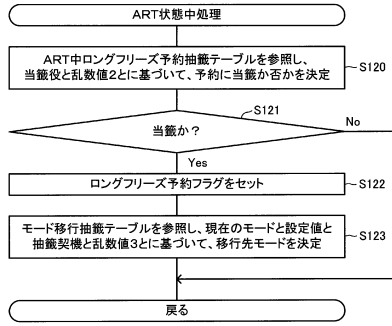 ART状態中処理
ART中ロングフリーズ予約抽籤テーブルを参照し、
当籤役と乱数値2とに基づいて、予約に当籤か否かを決定
S120
S121
当籤か?
No
Yes
ロングフリーズ予約フラグをセット
S122
モード移行抽籤テーブルを参照し、現在のモードと設定値と
抽籤契機と乱数値3とに基づいて、移行先モードを決定
S123
戻る